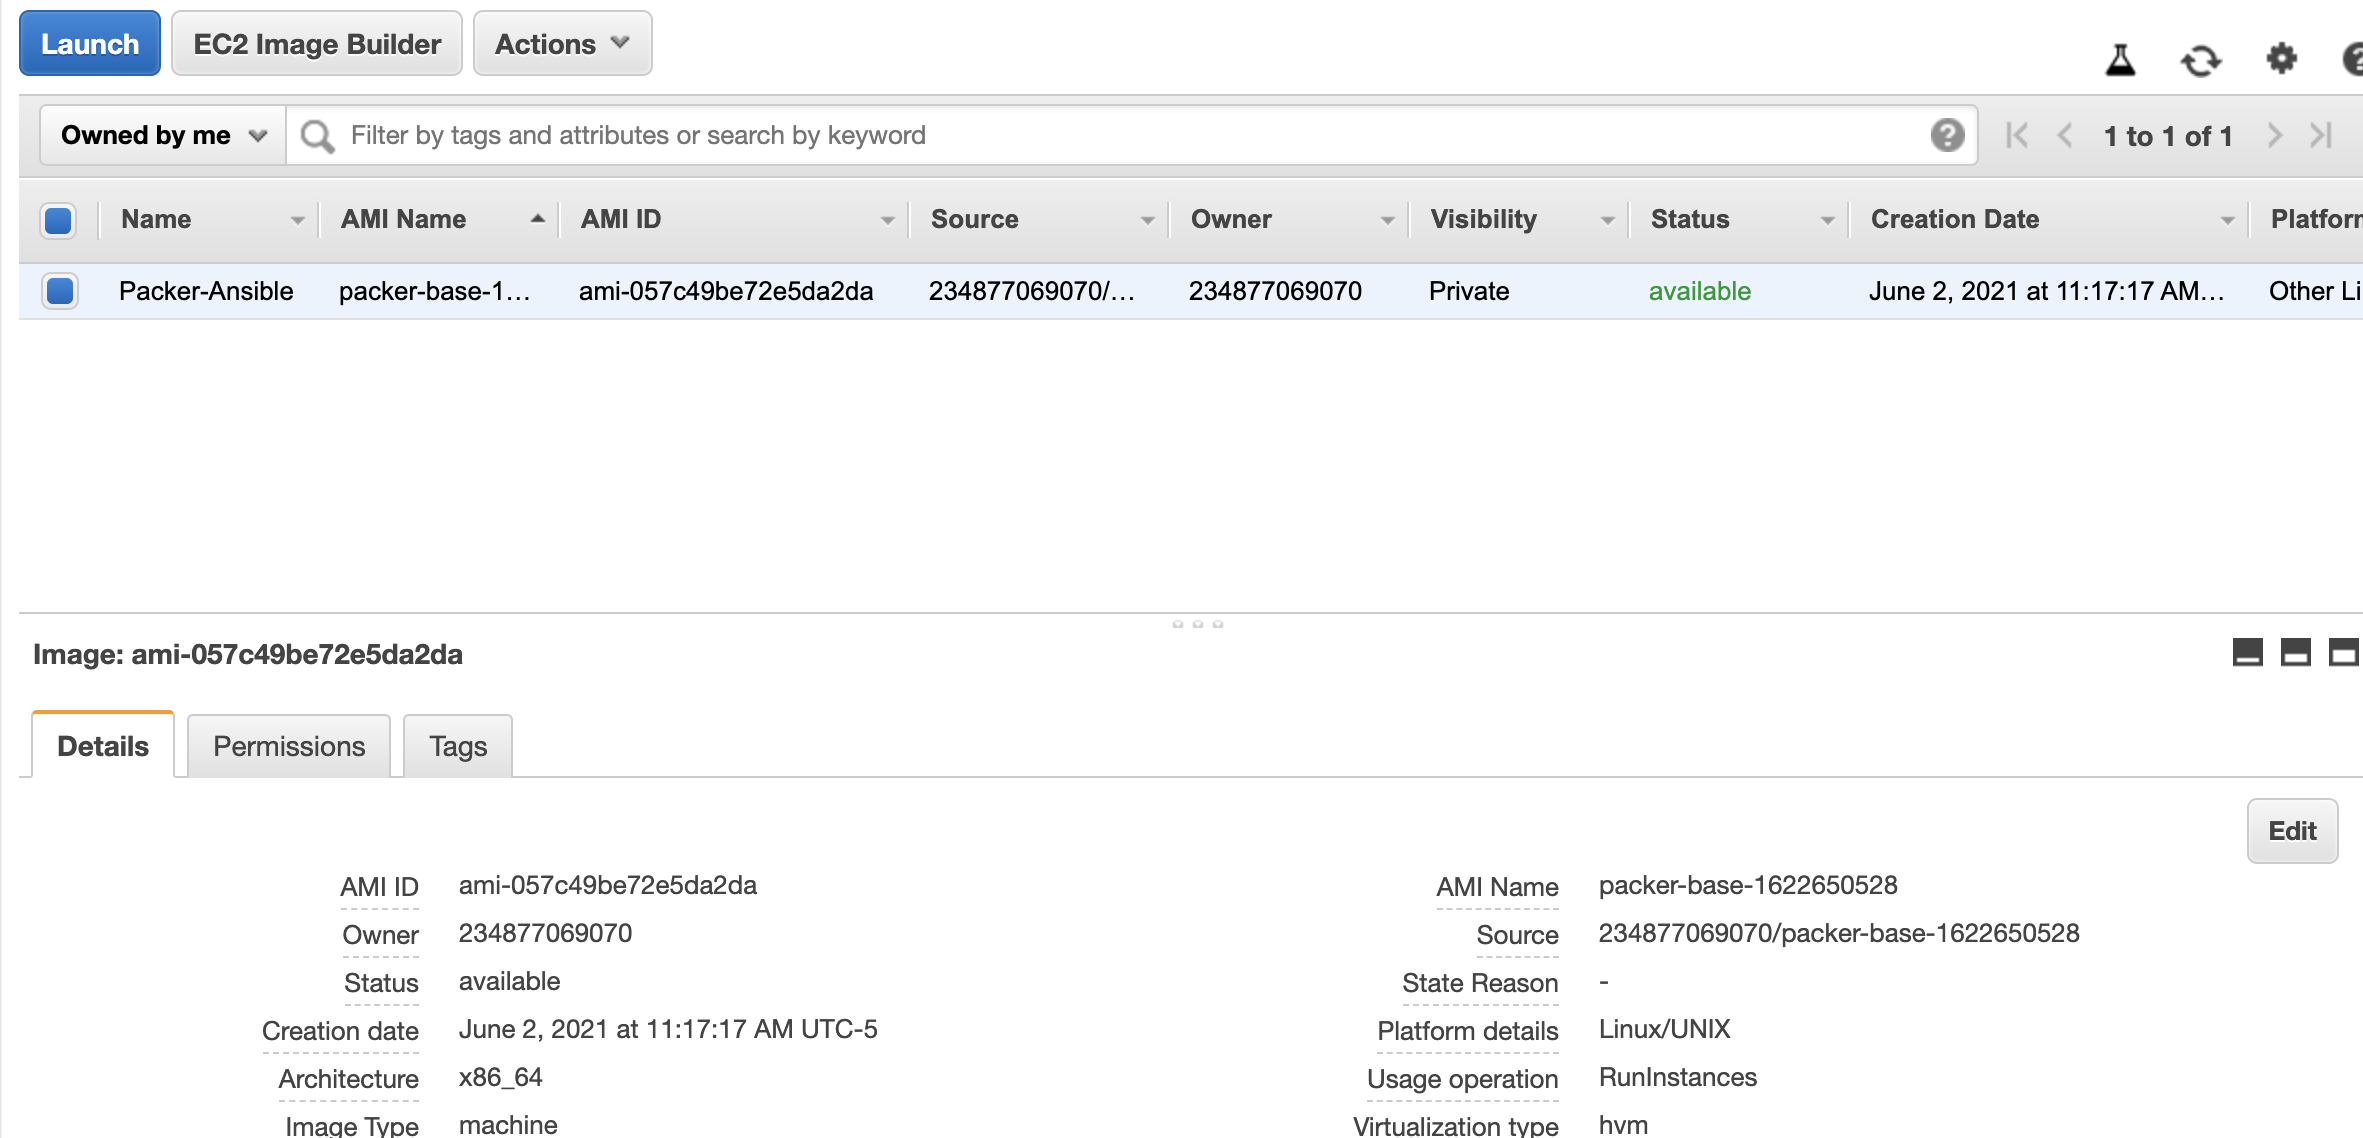 Launch EC2 Image Builder Actions
Owned by me Filter by tags and attributes or search by keyword 1 to 1 of 1
Name AMI Name AMI ID Source Owner Visibility Status Creation Date Platform
Packer-Ansible packer-base-1... ami-057c49be72e5da2da 234877069070/... 234877069070 Private available June 2, 2021 at 11:17:17 AM... Other Li
Image: ami-057c49be72e5da2da
Details Permissions Tags
Edit
AMI ID ami-057c49be72e5da2da AMI Name packer-base-1622650528
Owner 234877069070 Source 234877069070/packer-base-1622650528
Status available State Reason -
Creation date June 2, 2021 at 11:17:17 AM UTC-5 Platform details Linux/UNIX
Architecture x86_64 Usage operation RunInstances
Image Type machine Virtualization type hvm